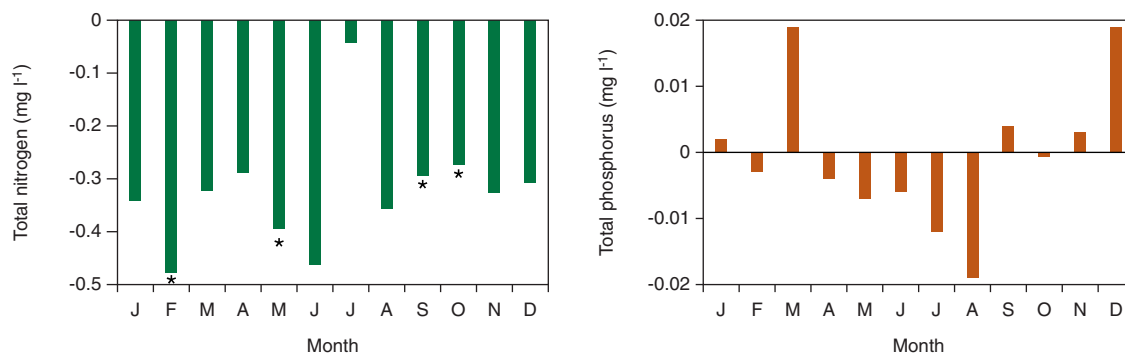 Total nitrogen (mg l-1)
0
-0.1
-0.2
-0.3
-0.4
-0.5
* * * *
J F M A M J J A S O N D
Month
Total phosphorus (mg l-1)
0.02
0.01
0
-0.01
-0.02
J F M A M J J A S O N D
Month